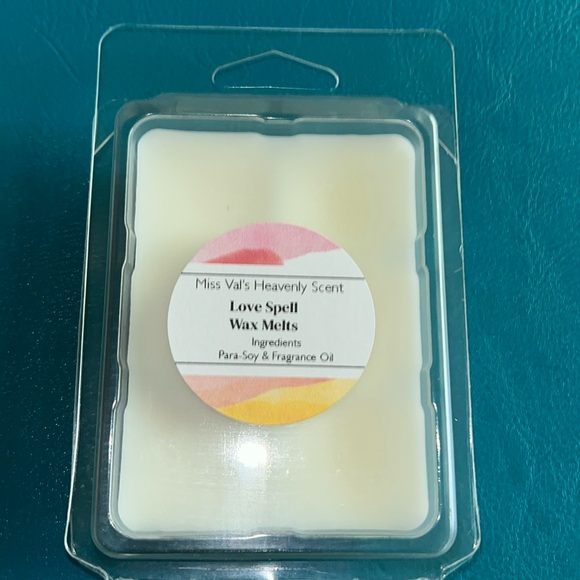 Miss Val's Heavenly Scent
Love Spell
Wax Melts
Ingredients
Para-Soy & Fragrance Oil